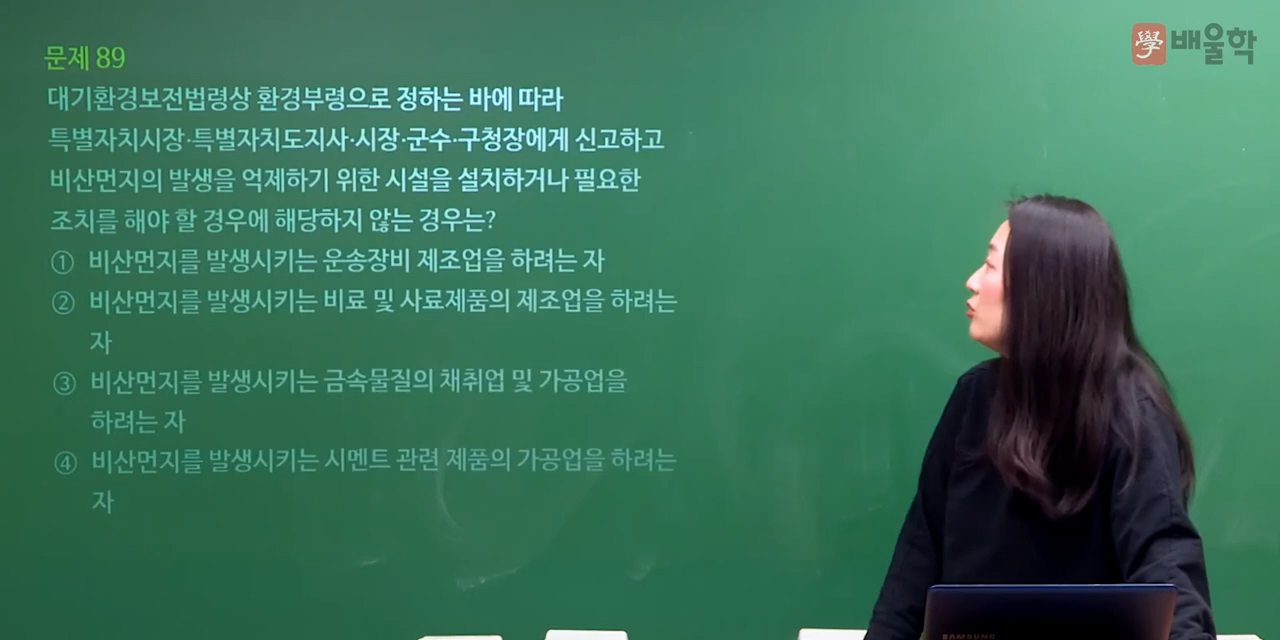 문제 89
學 배울학
대기환경보전법령상 환경부령으로 정하는 바에 따라
특별자치시장·특별자치도지사·시장·군수·구청장에게 신고하고
비산먼지의 발생을 억제하기 위한 시설을 설치하거나 필요한
조치를 해야 할 경우에 해당하지 않는 경우는?
① 비산먼지를 발생시키는 운송장비 제조업을 하려는 자
② 비산먼지를 발생시키는 비료 및 사료제품의 제조업을 하려는
자
③ 비산먼지를 발생시키는 금속물질의 채취업 및 가공업을
하려는 자
④ 비산먼지를 발생시키는 시멘트 관련 제품의 가공업을 하려는
자
SAMSUNG